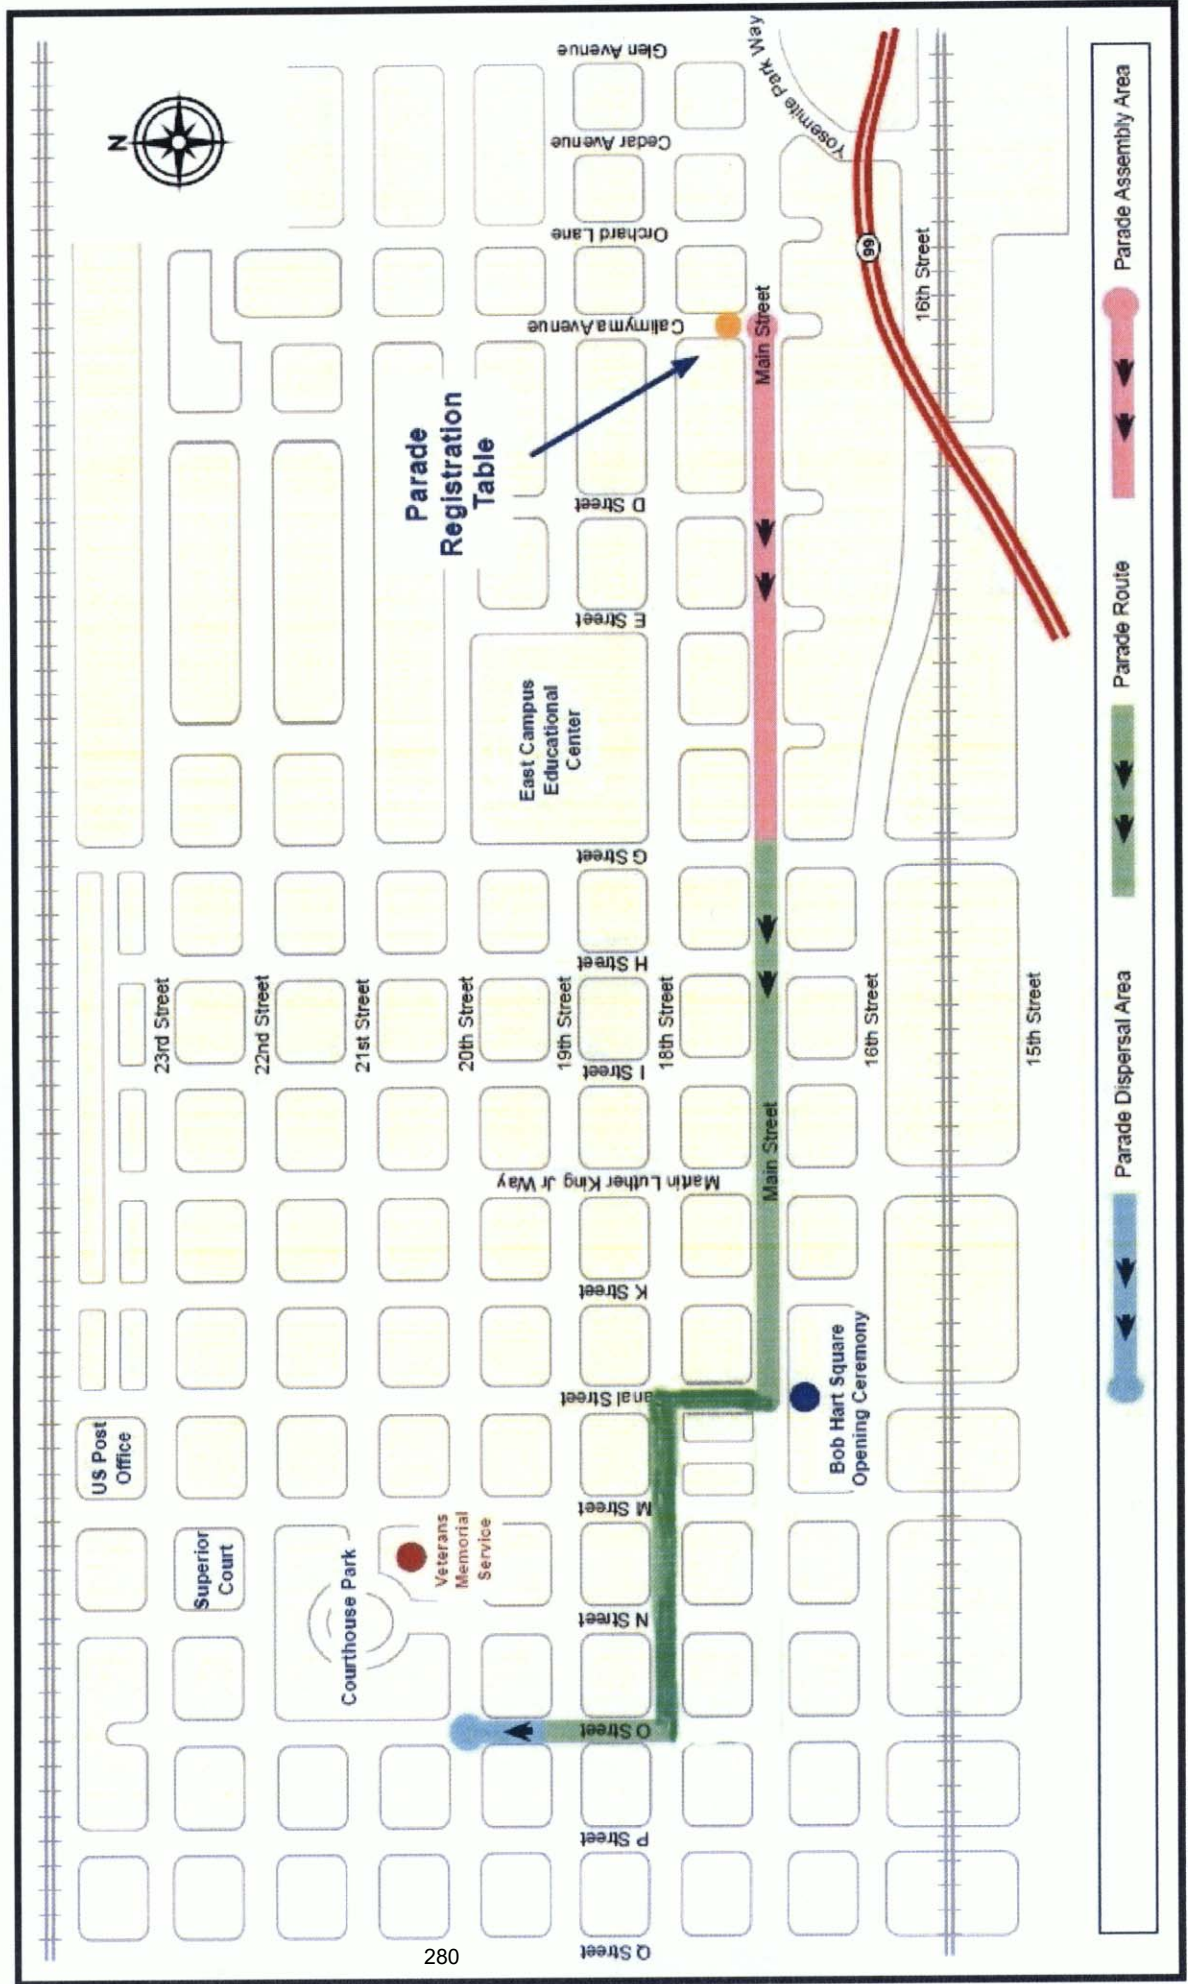 N
Glen Avenue
Cedar Avenue
Orchard Lane
Calimyrna Avenue
D Street
E Street
G Street
H Street
I Street
Martin Luther King Jr Way
K Street
anal Street
M Street
N Street
O Street
P Street
Q Street
Yosemite Park Way
99
16th Street
Main Street
Parade
Registration
Table
East Campus
Educational
Center
23rd Street
22nd Street
21st Street
20th Street
19th Street
18th Street
Main Street
16th Street
15th Street
US Post
Office
Superior
Court
Courthouse Park
Veterans
Memorial
Service
Bob Hart Square
Opening Ceremony
Parade Dispersal Area
Parade Route
Parade Assembly Area
280